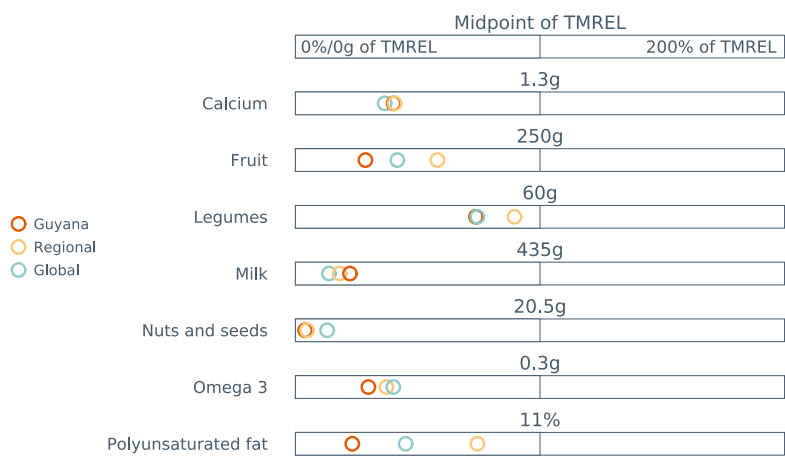 Midpoint of TMREL
0%/0g of TMREL
200% of TMREL
1.3g
Calcium
250g
Fruit
60g
Legumes
435g
Milk
20.5g
Nuts and seeds
0.3g
Omega 3
11%
Polyunsaturated fat
Guyana
Regional
Global